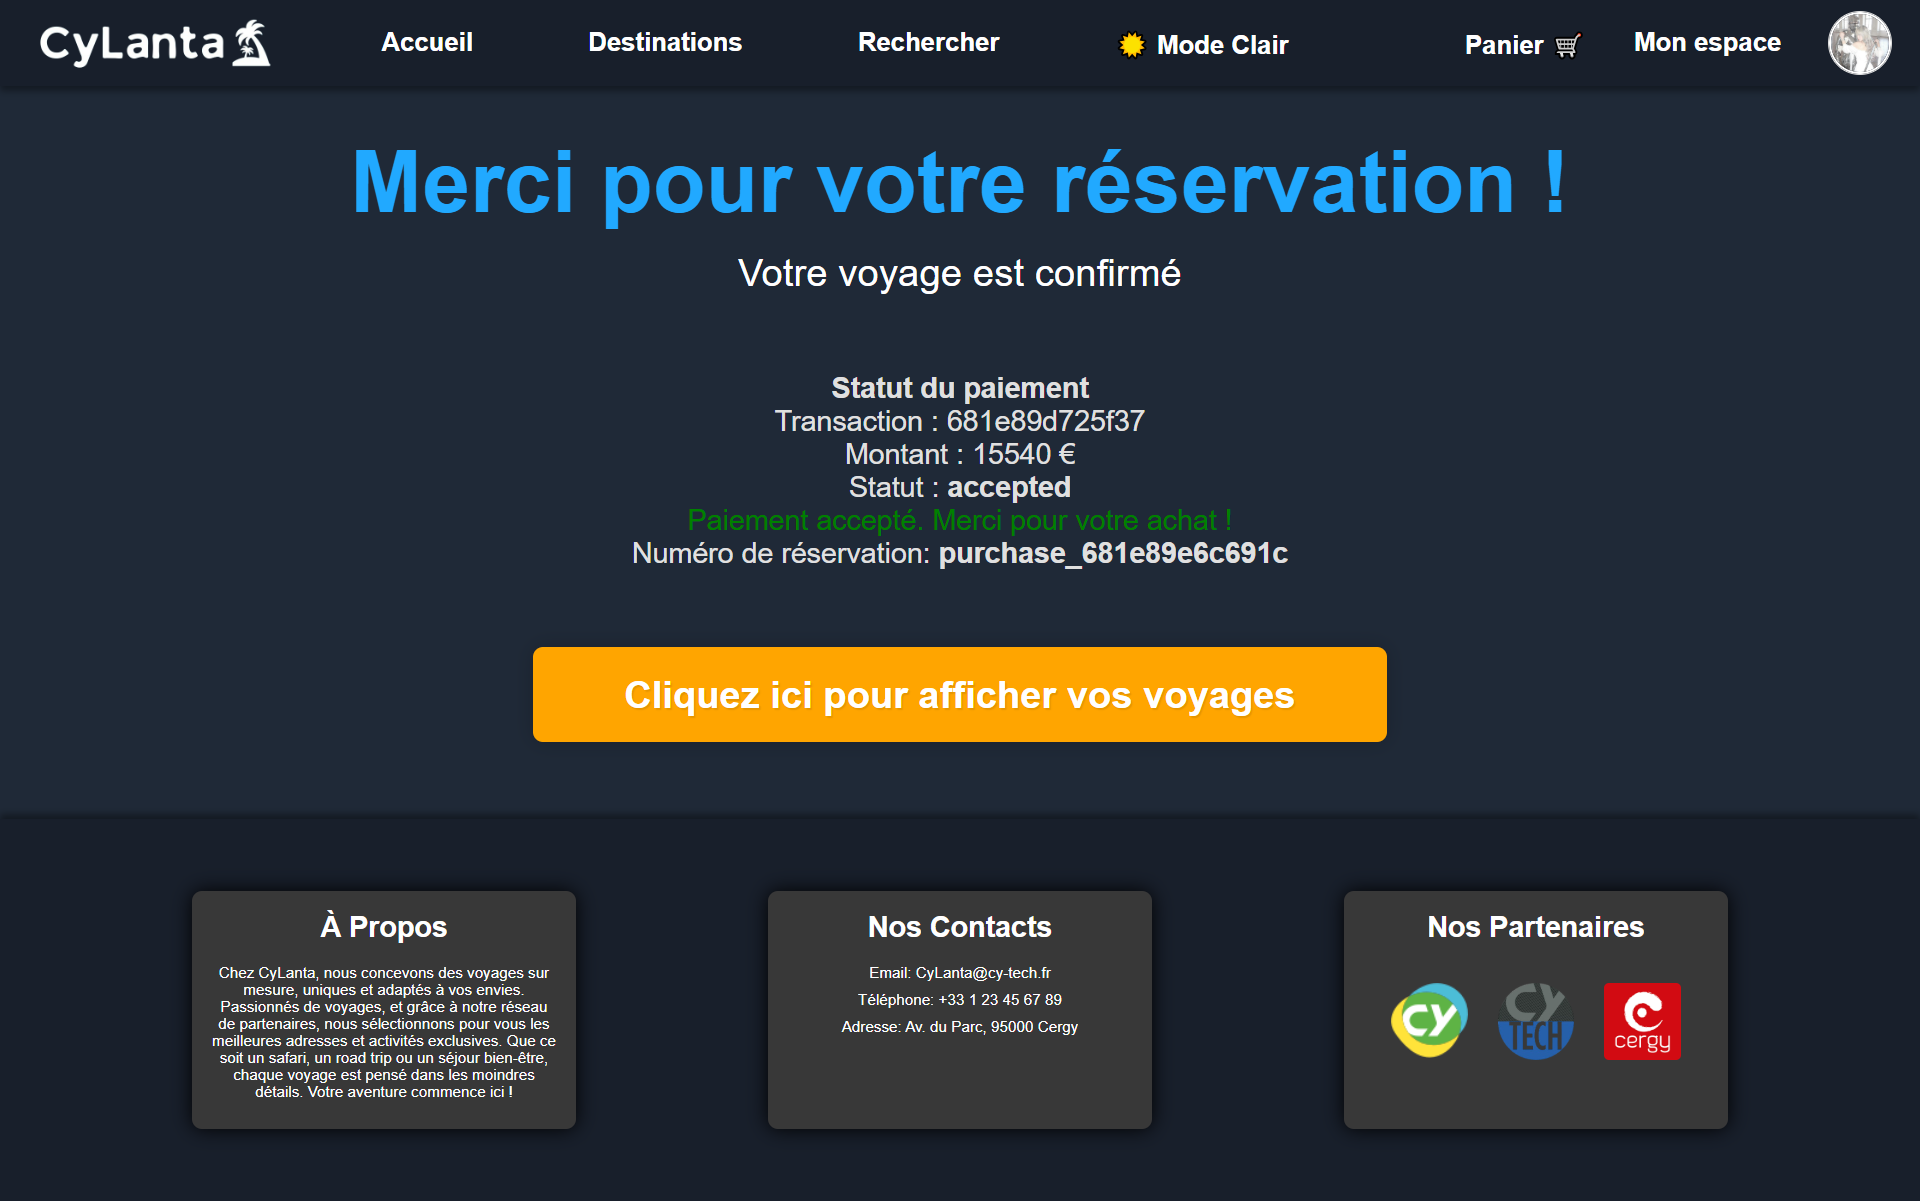 CyLanta
Accueil
Destinations
Rechercher
Mode Clair
Panier
Mon espace
Merci pour votre réservation !
Votre voyage est confirmé
Statut du paiement
Transaction : 681e89d725f37
Montant : 15540 €
Statut : accepted
Paiement accepté. Merci pour votre achat !
Numéro de réservation: purchase_681e89e6c691c
Cliquez ici pour afficher vos voyages
À Propos
Chez CyLanta, nous concevons des voyages sur
mesure, uniques et adaptés à vos envies.
Passionnés de voyages, et grâce à notre réseau
de partenaires, nous sélectionnons pour vous les
meilleures adresses et activités exclusives. Que ce
soit un safari, un road trip ou un séjour bien-être,
chaque voyage est pensé dans les moindres
détails. Votre aventure commence ici !
Nos Contacts
Email: CyLanta@cy-tech.fr
Téléphone: +33 1 23 45 67 89
Adresse: Av. du Parc, 95000 Cergy
Nos Partenaires
CY
CY
TECH
cergy